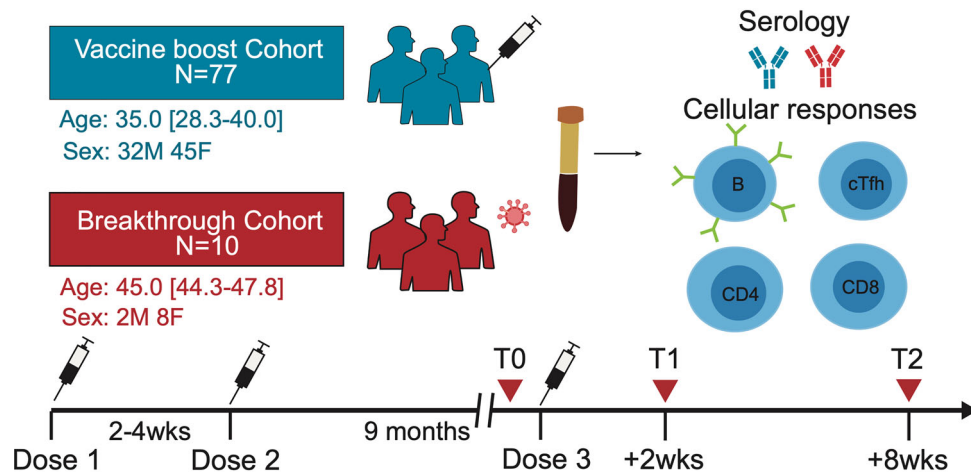 Vaccine boost Cohort
N=77
Age: 35.0 [28.3-40.0]
Sex: 32M 45F
Serology
Cellular responses
B
cTfh
CD4
CD8
Breakthrough Cohort
N=10
Age: 45.0 [44.3-47.8]
Sex: 2M 8F
T0
T1
T2
2-4wks
9 months
Dose 1
Dose 2
Dose 3
+2wks
+8wks